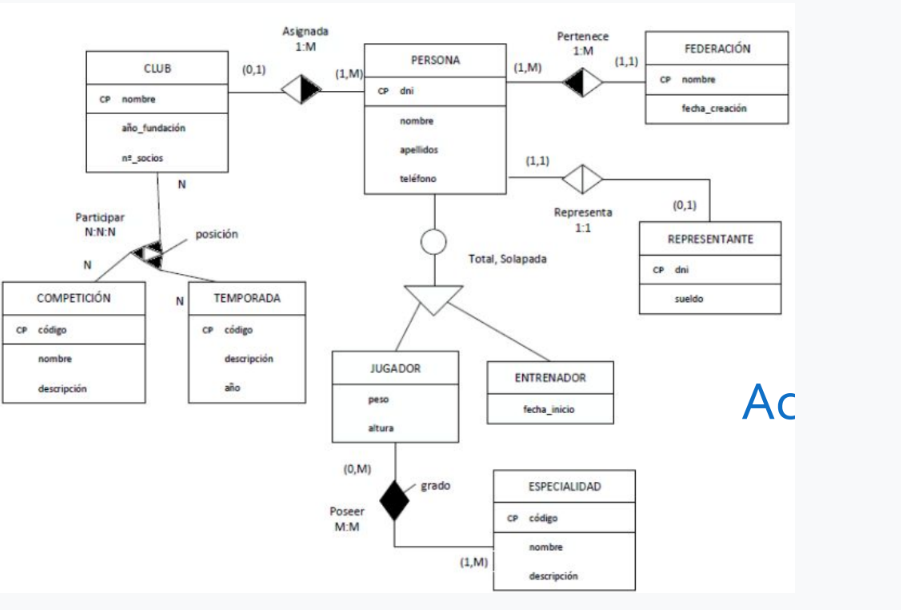 Asignada
1:M
Pertenece
1:M
CLUB
(0,1)
(1,M)
PERSONA
(1,M)
(1,1)
FEDERACIÓN
CP nombre
CP dni
CP nombre
fecha_creación
año_fundación
nº_socios
nombre
apellidos
teléfono
N
(1,1)
Representa
1:1
(0,1)
Participar
N:N:N
posición
REPRESENTANTE
CP dni
sueldo
Total, Solapada
N
N
COMPETICIÓN
CP código
nombre
descripción
TEMPORADA
CP código
descripción
año
JUGADOR
peso
altura
ENTRENADOR
fecha_inicio
Ac
(0,M)
grado
Poseer
M:M
(1,M)
ESPECIALIDAD
CP código
nombre
descripción